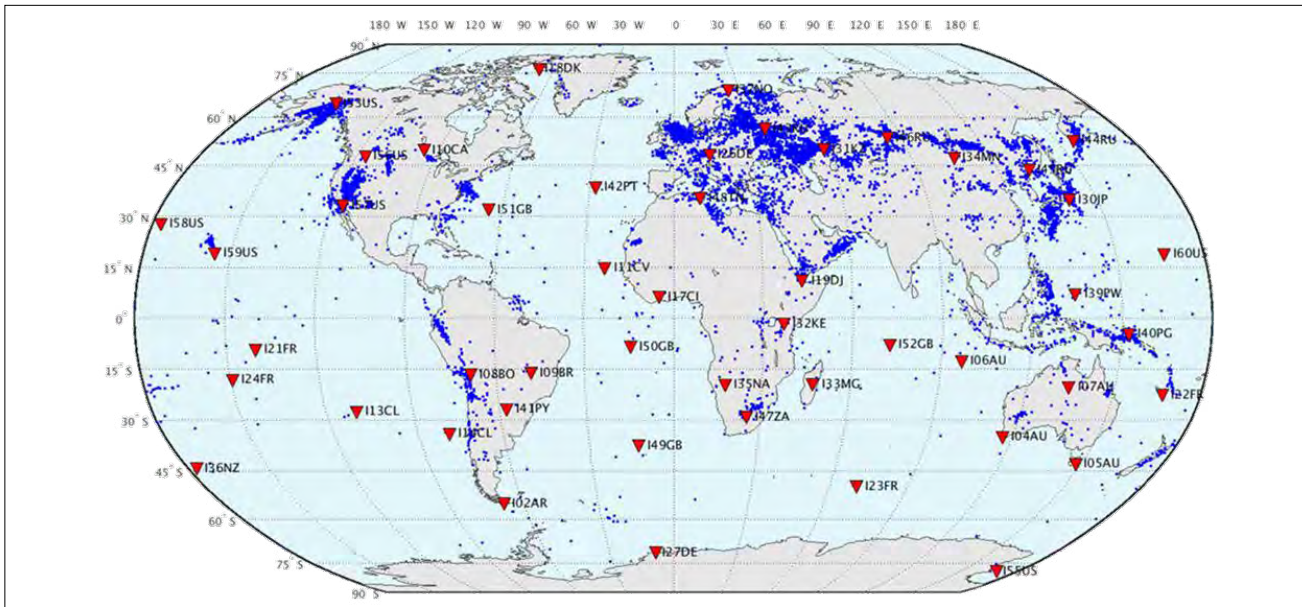 180 W 150 W 120 W 90 W 60 W 30 W 0 30 E 60 E 90 E 120 E 150 E 180 E
90° N
75° N
60° N
45° N
30° N
15° N
0°
15° S
30° S
45° S
60° S
75° S
90° S
I18DK
I53US
I44RU
I10CA
I56US
I26DE
I34MN
I42PT
I51GB
I30JP
I57US
I58US
I59US
I60US
I11CV
I19DJ
I17CI
I39PW
I32KE
I40PG
I21FR
I50GB
I52GB
I06AU
I24FR
I08BO
I09BR
I35NA
I33MG
I07AU
I22FR
I13CL
I41PY
I47ZA
I49GB
I04AU
I36NZ
I05AU
I23FR
I02AR
I27DE
I55US